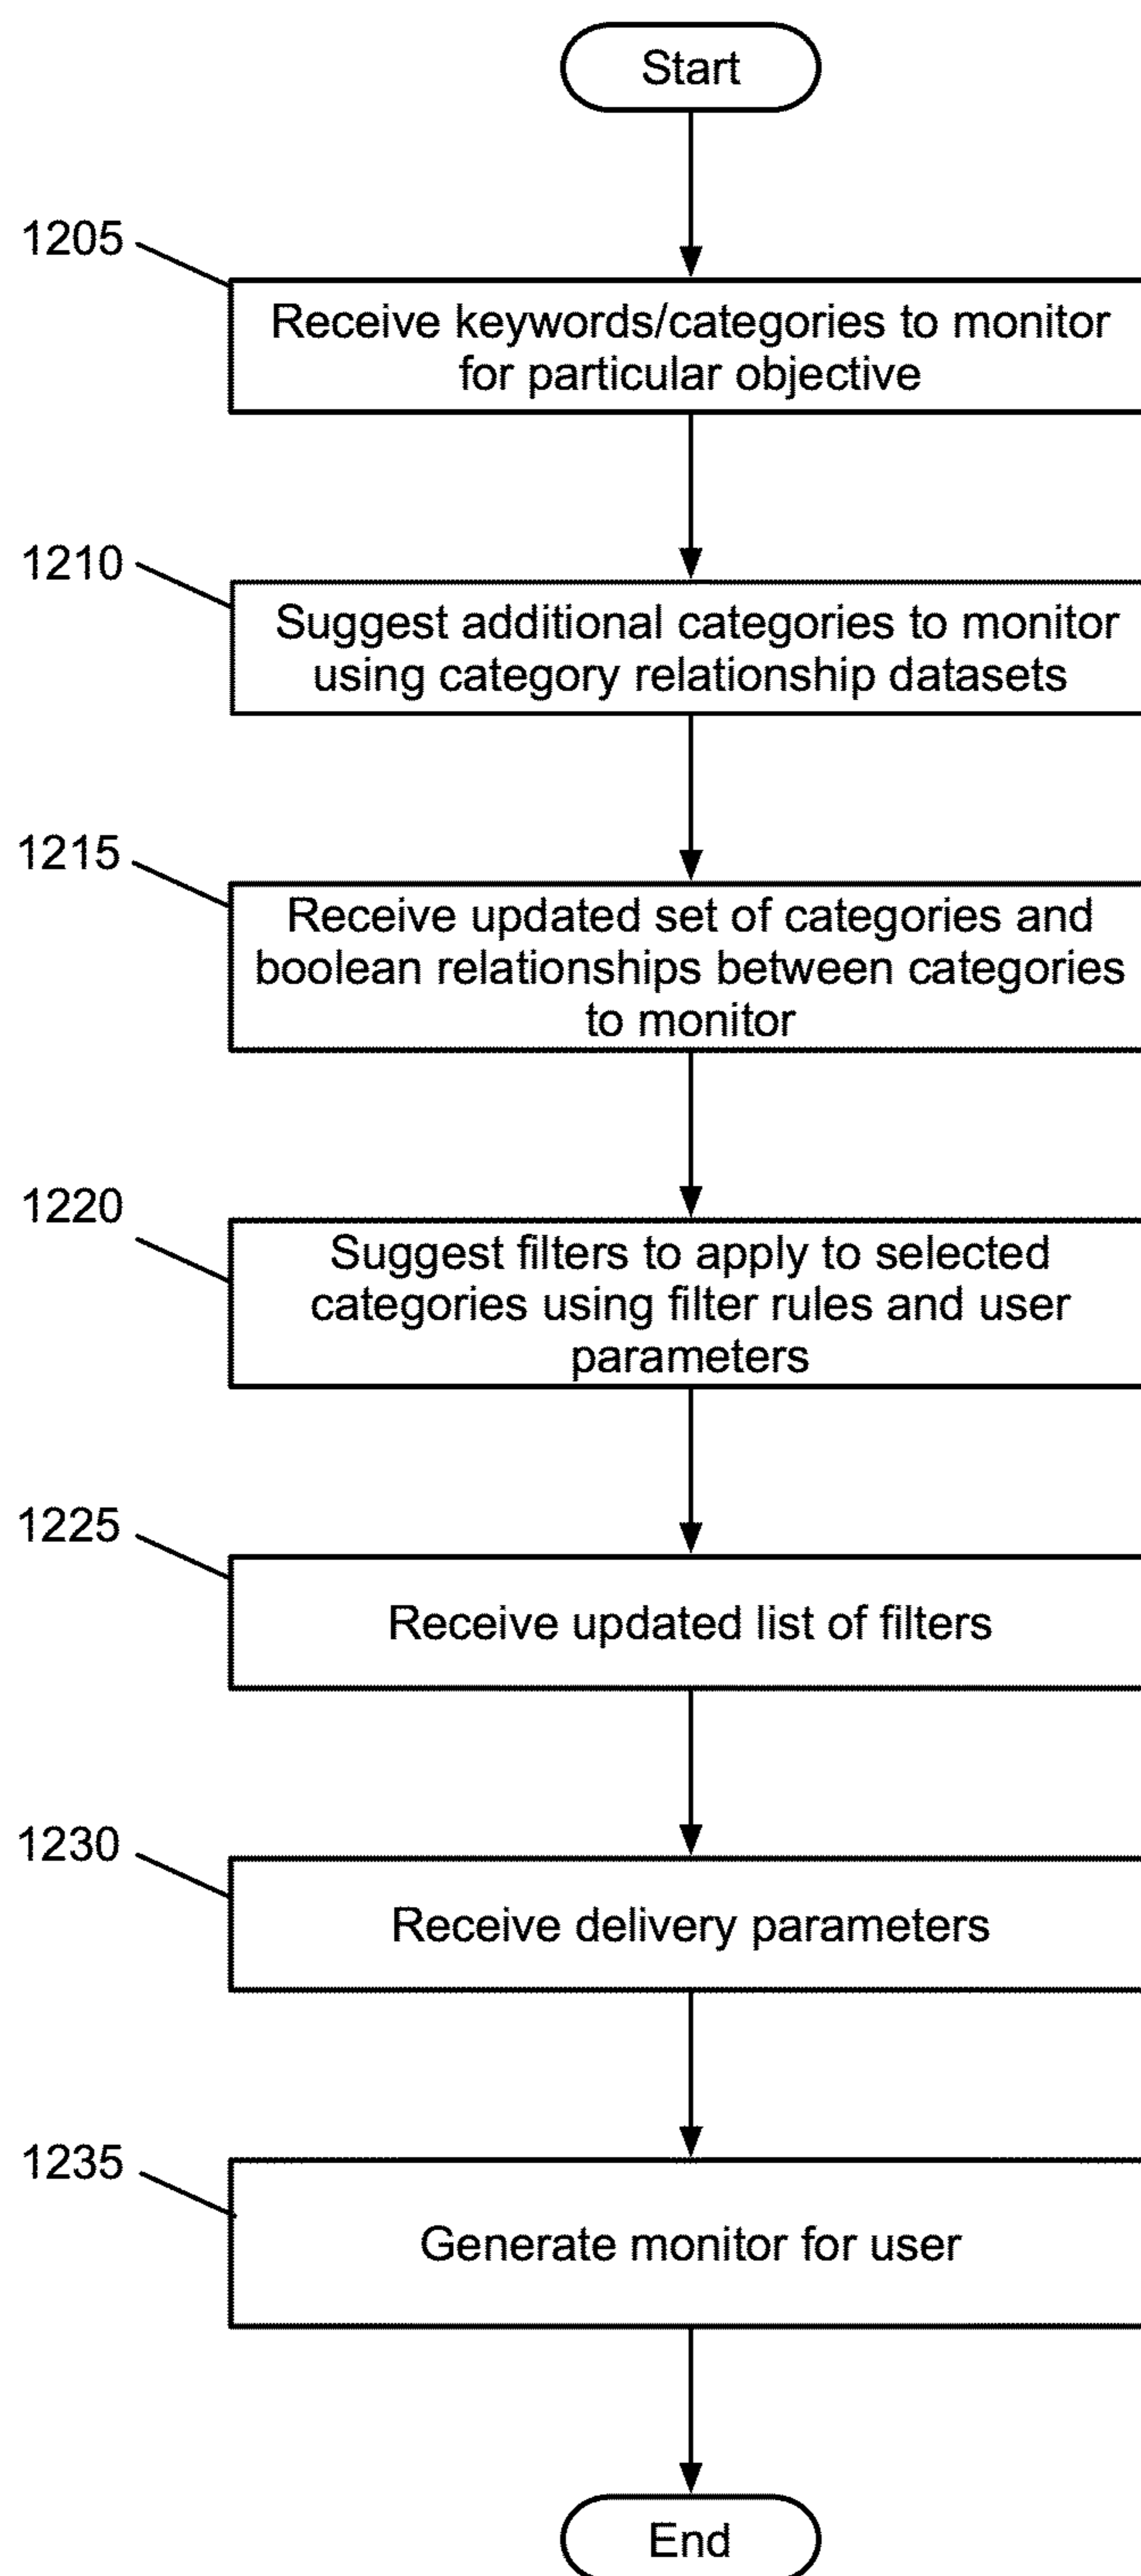 Start
1205
Receive keywords/categories to monitor
for particular objective
1210
Suggest additional categories to monitor
using category relationship datasets
1215
Receive updated set of categories and
boolean relationships between categories
to monitor
1220
Suggest filters to apply to selected
categories using filter rules and user
parameters
1225
Receive updated list of filters
1230
Receive delivery parameters
1235
Generate monitor for user
End